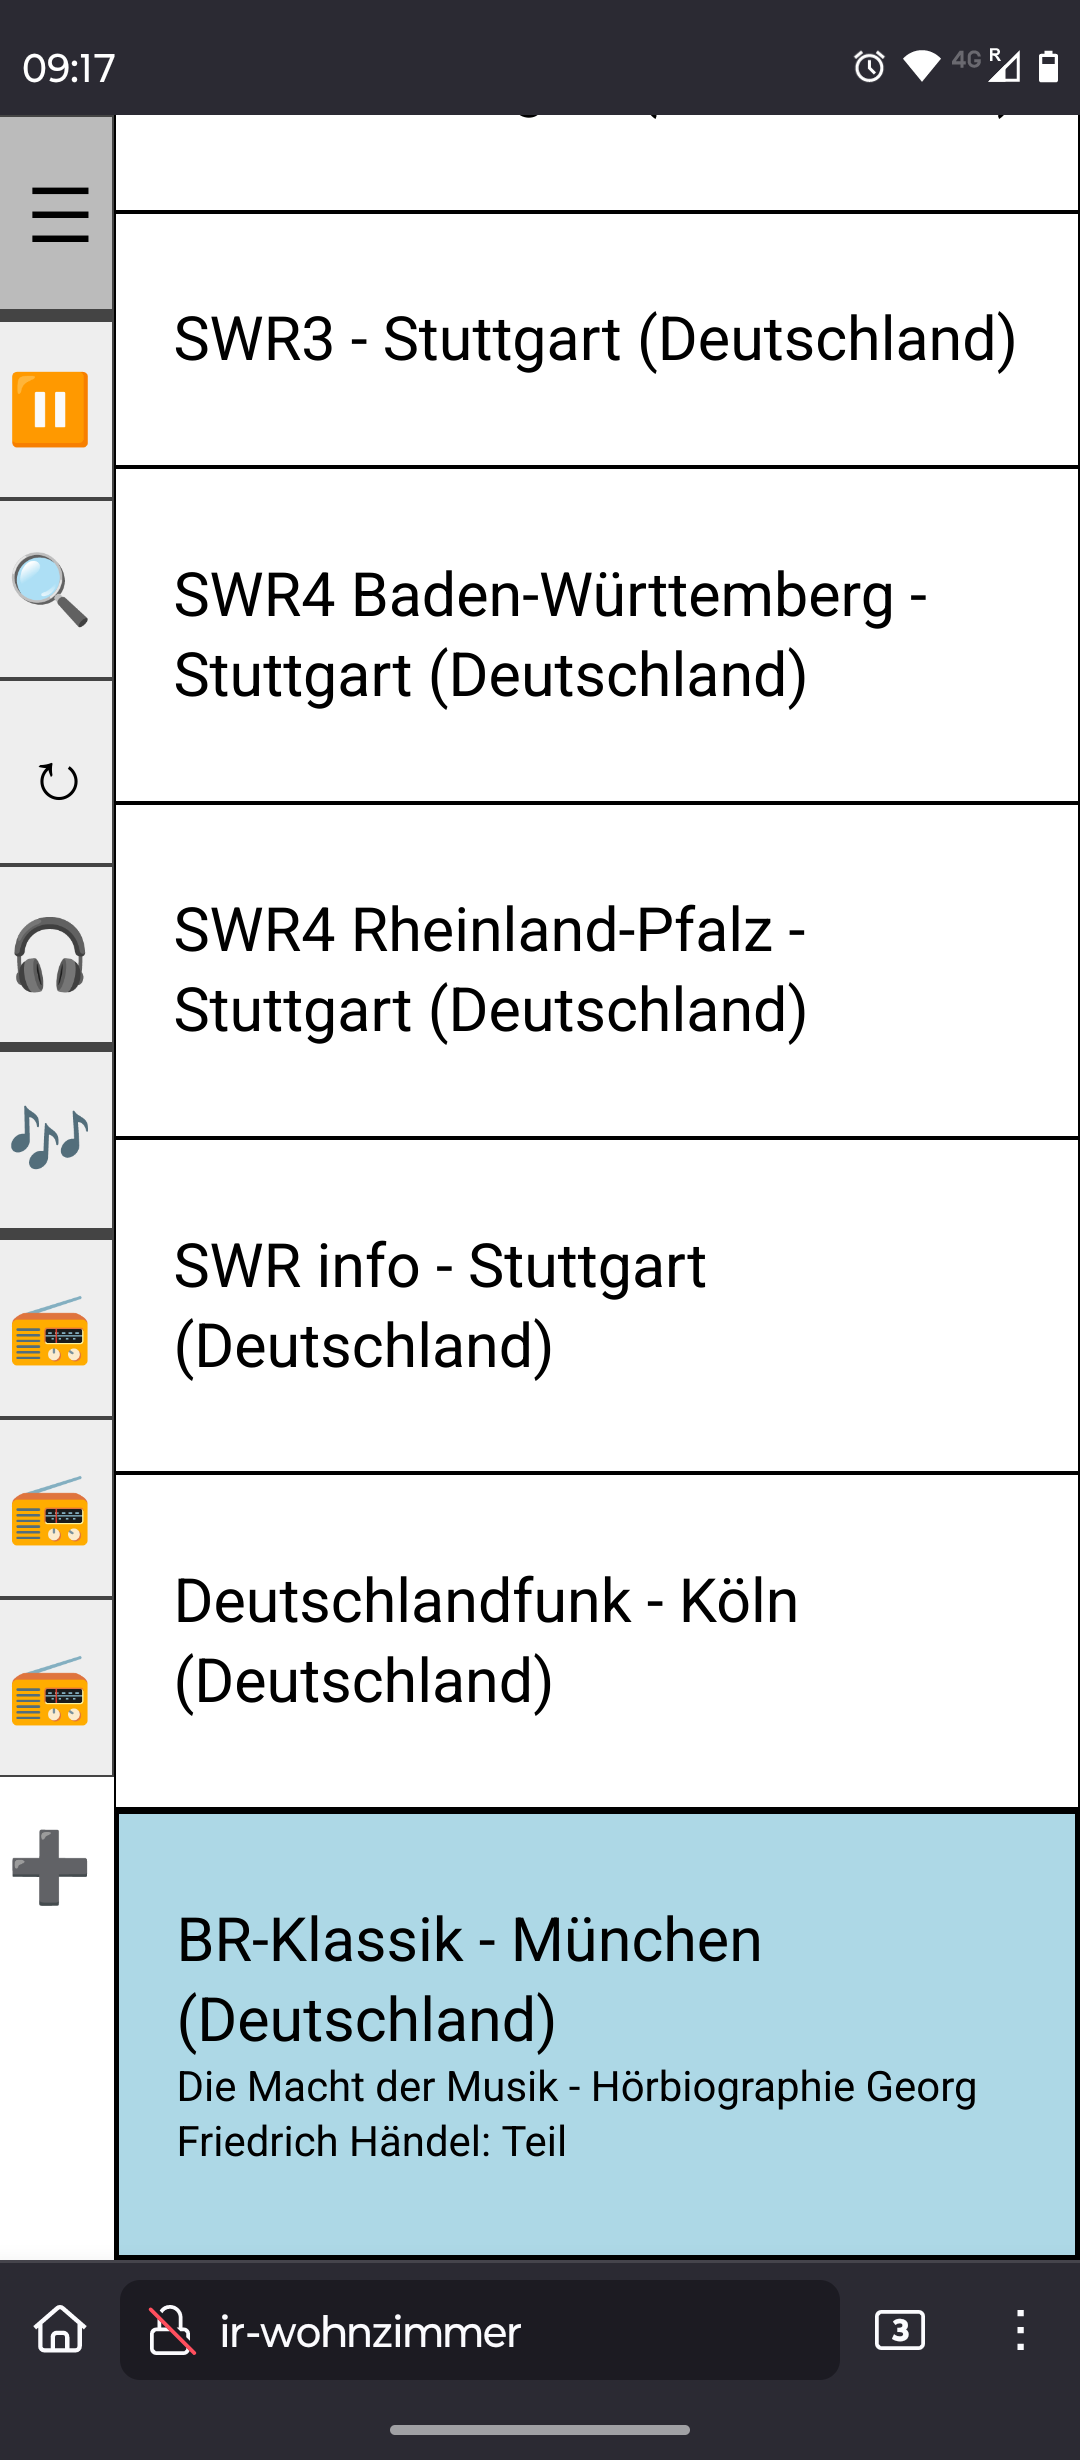 09:17
4G R
SWR3 - Stuttgart (Deutschland)
SWR4 Baden-Württemberg -
Stuttgart (Deutschland)
SWR4 Rheinland-Pfalz -
Stuttgart (Deutschland)
SWR info - Stuttgart
(Deutschland)
Deutschlandfunk - Köln
(Deutschland)
BR-Klassik - München
(Deutschland)
Die Macht der Musik - Hörbiographie Georg
Friedrich Händel: Teil
ir-wohnzimmer
3